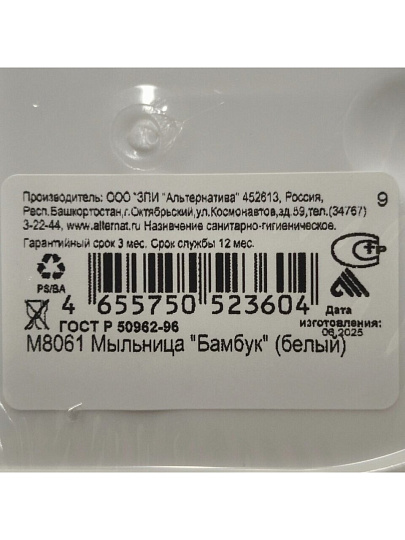 Производитель: ООО "ЗПИ "Альтернатива" 452613, Россия,
Респ.Башкортостан,г.Октябрьский,ул.Космонавтов,зд.59,тел.(34767)
3-22-44, www.alternat.ru Назначение санитарно-гигиеническое.
Гарантийный срок 3 мес. Срок службы 12 мес.
9
PS/BA
4 655750 523604
Дата
изготовления:
06.2025
ГОСТ Р 50962-96
М8061 Мыльница "Бамбук" (белый)